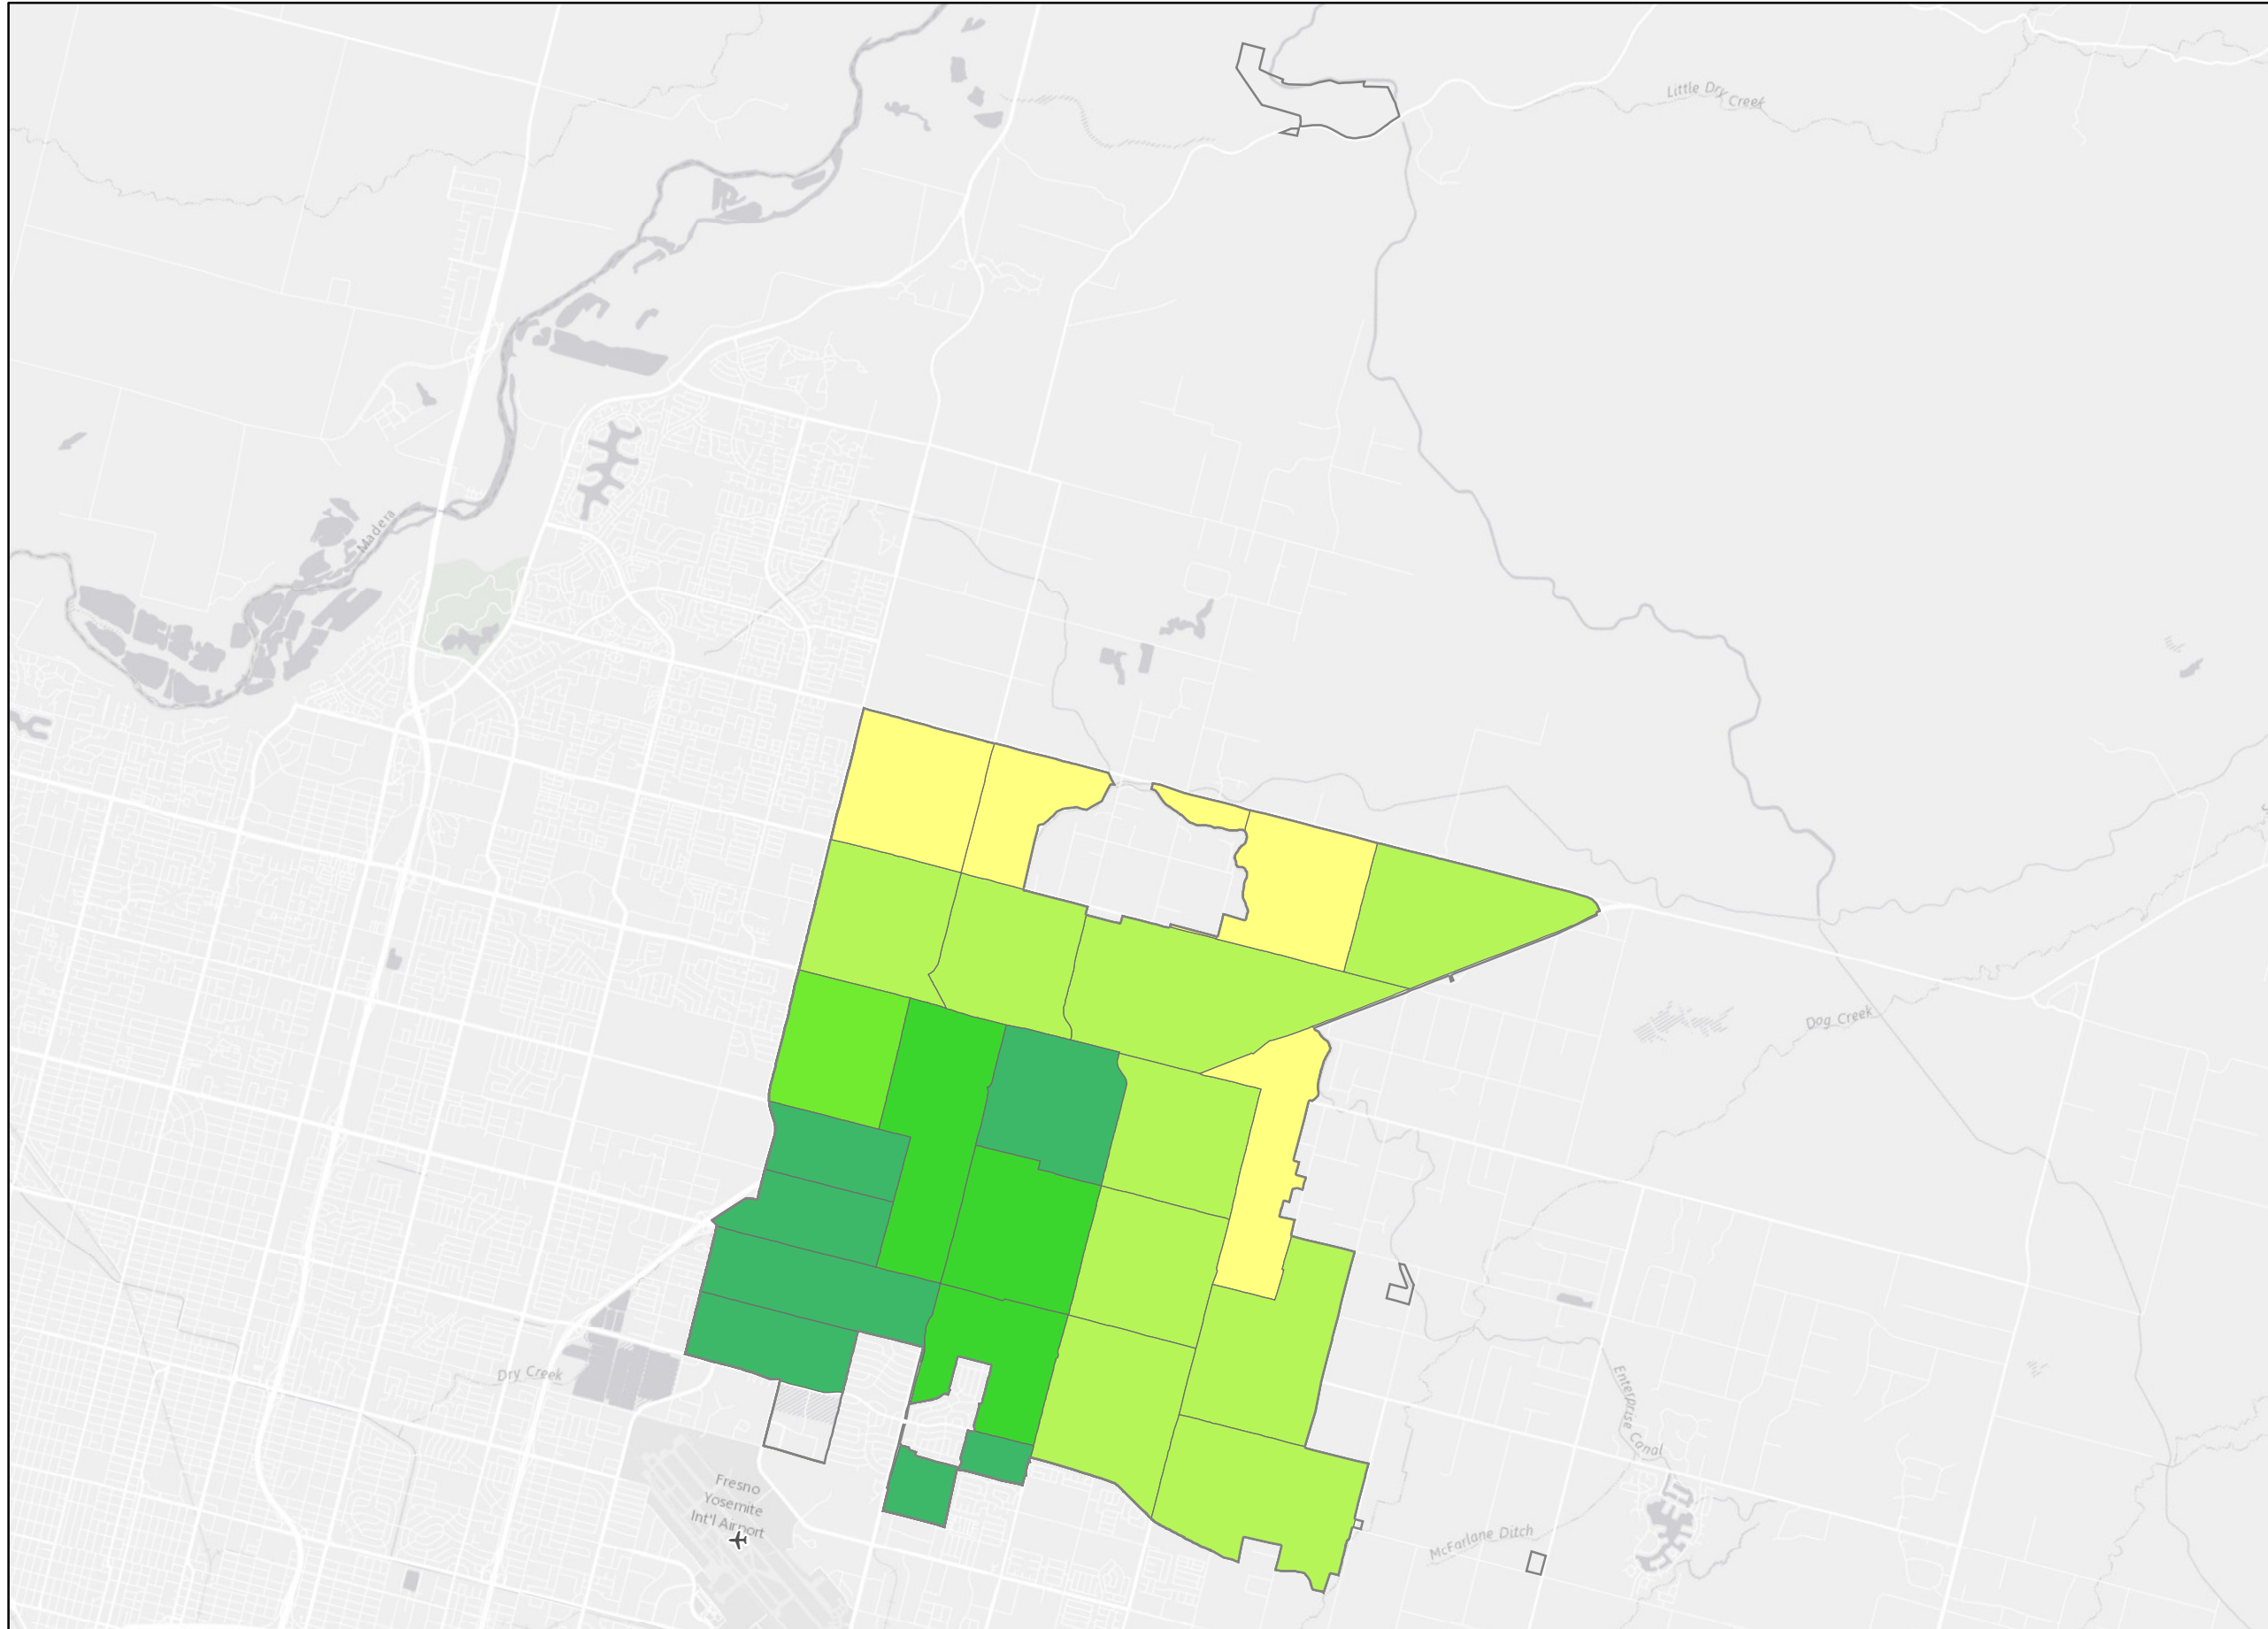 Little Dry Creek
Madera
Dog Creek
Dry Creek
Enterprise Canal
Fresno
Yosemite
Int'l Airport
McFarlane Ditch